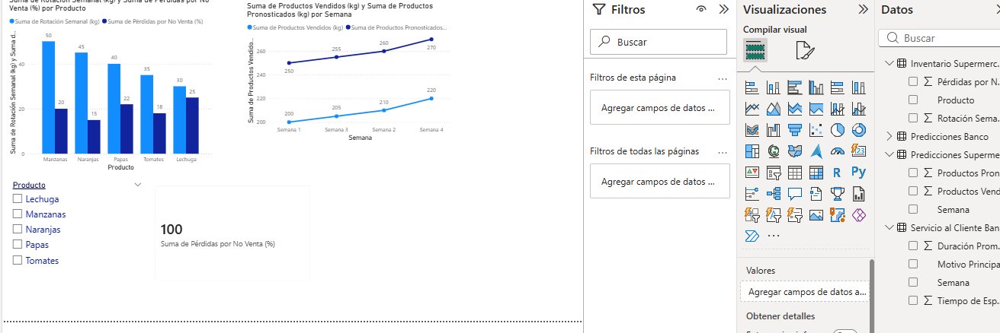 Suma de Rotación Semanal (kg) y Suma de Pérdidas por No
Venta (%) por Producto
Suma de Rotación Semanal (kg) Suma de Pérdidas por No Venta (%)
Suma de Rotación Semanal (kg) y Suma d...
50
45
40
35
30
20
15
22
18
25
40
20
0
Manzanas Naranjas Papas Tomates Lechuga
Producto
Suma de Productos Vendidos (kg) y Suma de Productos
Pronosticados (kg) por Semana
Suma de Productos Vendidos (kg) Suma de Productos Pronosticados...
Suma de Productos Vendido...
260
240
220
200
250
255
260
270
200
205
210
220
Semana 1 Semana 3 Semana 2 Semana 4
Semana
Producto
Lechuga
Manzanas
Naranjas
Papas
Tomates
100
Suma de Pérdidas por No Venta (%)
Filtros
Buscar
Filtros de esta página ...
Agregar campos de datos ...
Filtros de todas las páginas ...
Agregar campos de datos ...
Visualizaciones
Compilar visual
123
R
Py
...
Valores
Agregar campos de datos a...
Obtener detalles
Datos
Buscar
Inventario Supermerc...
Pérdidas por N...
Producto
Rotación Sema...
Predicciones Banco
Predicciones Superme
Productos Pron
Productos Vend
Semana
Servicio al Cliente Ban
Duración Prom...
Motivo Principa
Semana
Tiempo de Esp...